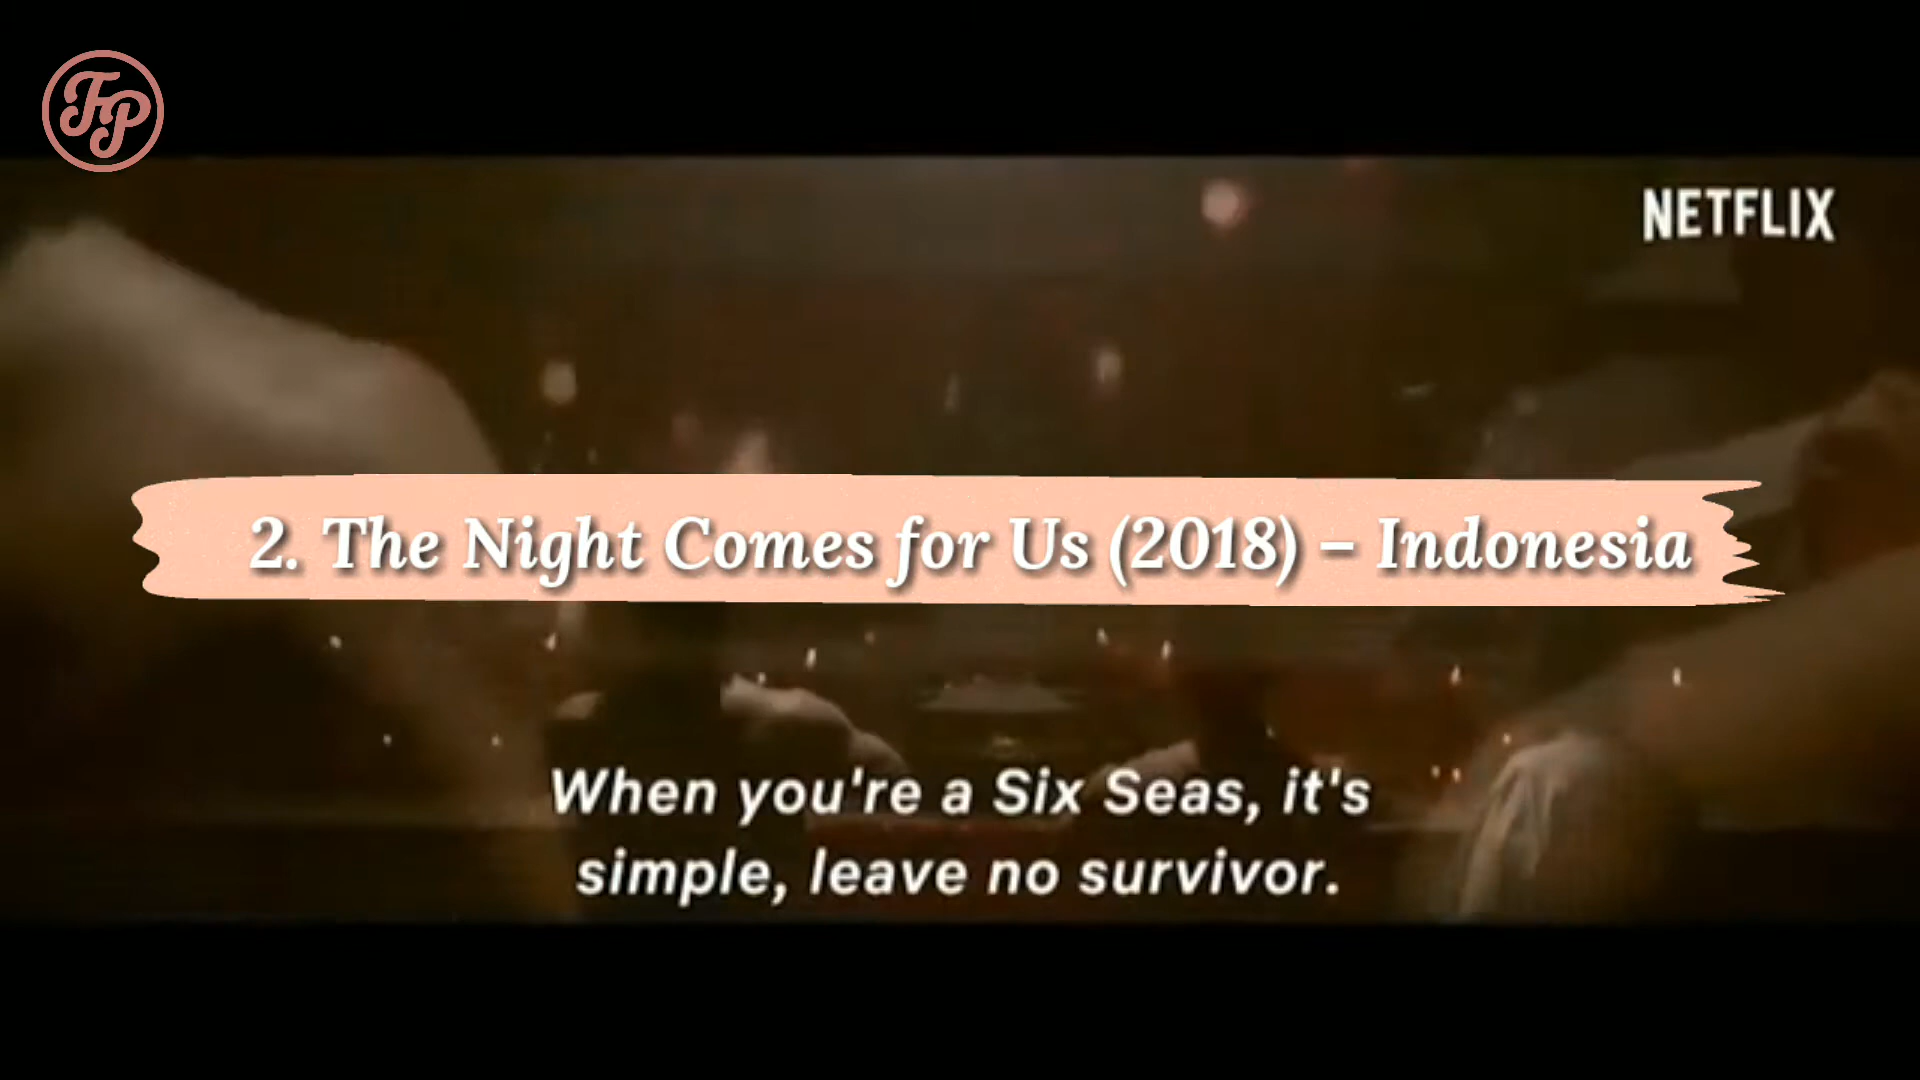 FP
NETFLIX
2. The Night Comes for Us (2018) – Indonesia
When you're a Six Seas, it's
simple, leave no survivor.